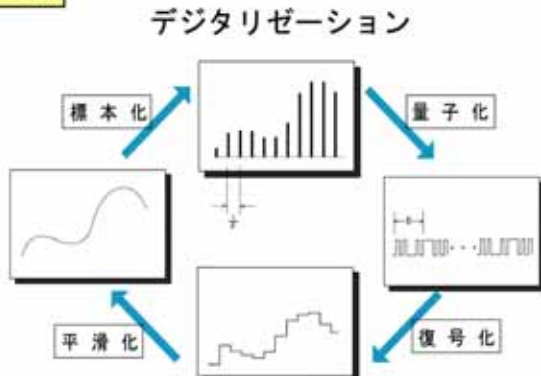 デジタリゼーション
標本化
量子化
平滑化
復号化